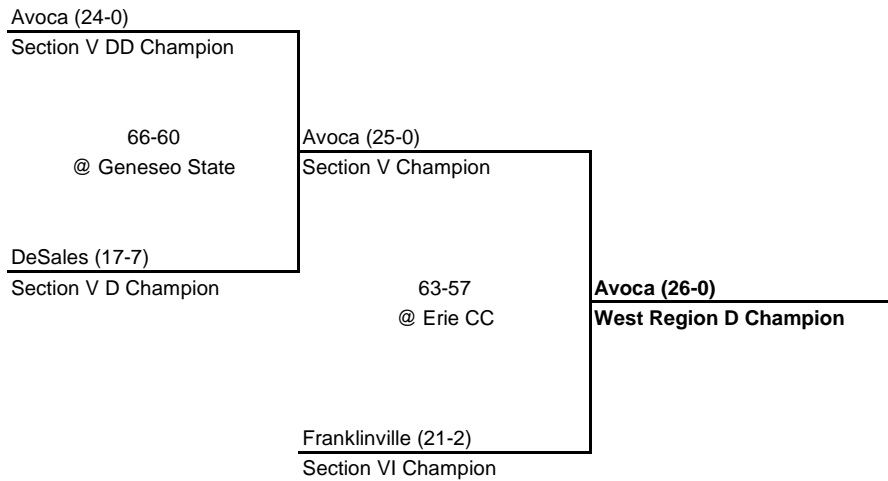 Avoca (24-0)
Section V DD Champion
66-60
@ Geneseo State
Avoca (25-0)
Section V Champion
DeSales (17-7)
Section V D Champion
63-57
@ Erie CC
Avoca (26-0)
West Region D Champion
Franklinville (21-2)
Section VI Champion